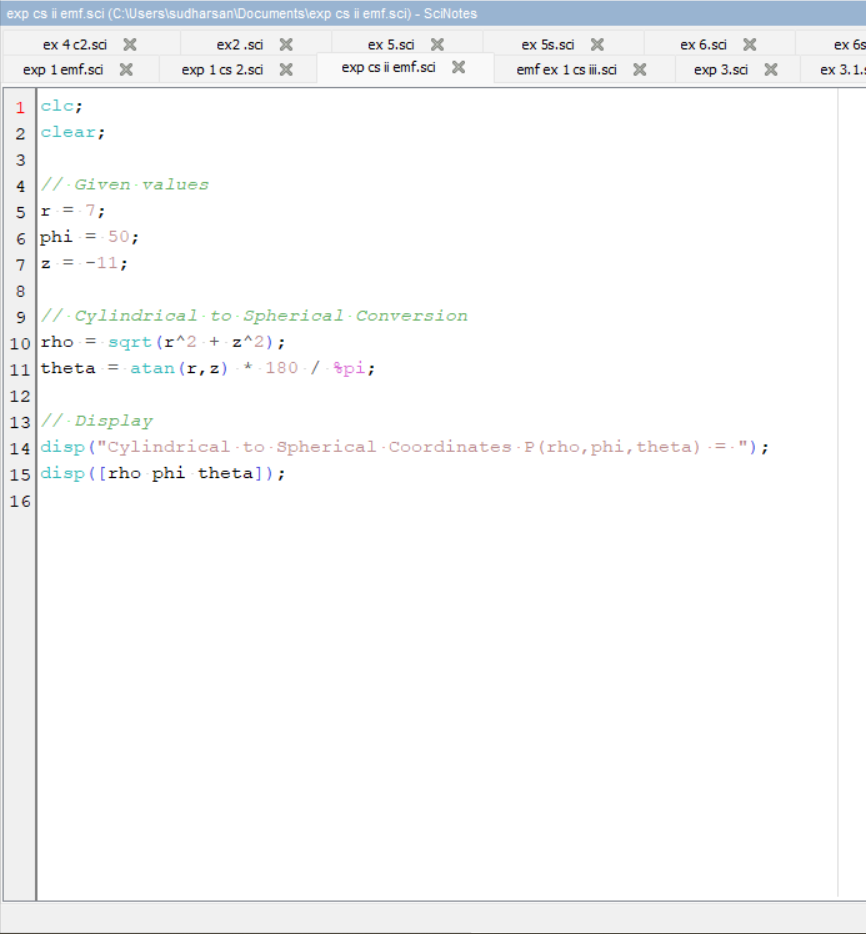 exp cs ii emf.sci (C:\Users\sudharsan\Documents\exp cs ii emf.sci) - SciNotes
ex 4 c2.sci ex2 .sci ex 5.sci ex 5s.sci ex 6.sci ex 6s
exp 1 emf.sci exp 1 cs 2.sci exp cs ii emf.sci emf ex 1 cs iii.sci exp 3.sci ex 3.1.s
1 clc;
2 clear;
3
4 // Given values
5 r = 7;
6 phi = 50;
7 z = -11;
8
9 // Cylindrical to Spherical Conversion
10 rho = sqrt(r^2 + z^2);
11 theta = atan(r,z) * 180 / %pi;
12
13 // Display
14 disp("Cylindrical to Spherical Coordinates P(rho,phi,theta) = ");
15 disp([rho phi theta]);
16